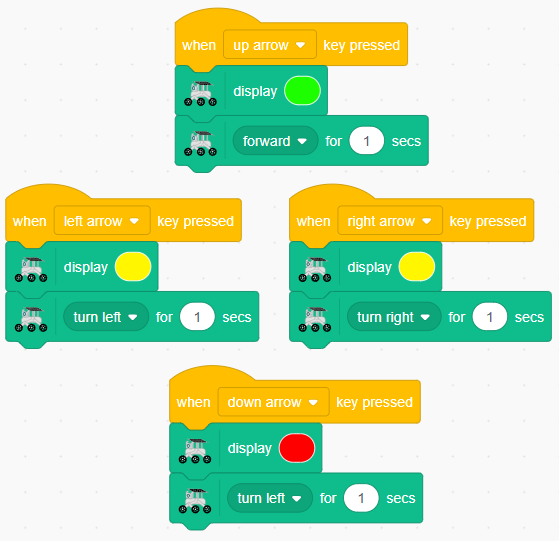 when up arrow key pressed
display
forward for 1 secs
when left arrow key pressed
display
turn left for 1 secs
when right arrow key pressed
display
turn right for 1 secs
when down arrow key pressed
display
turn left for 1 secs